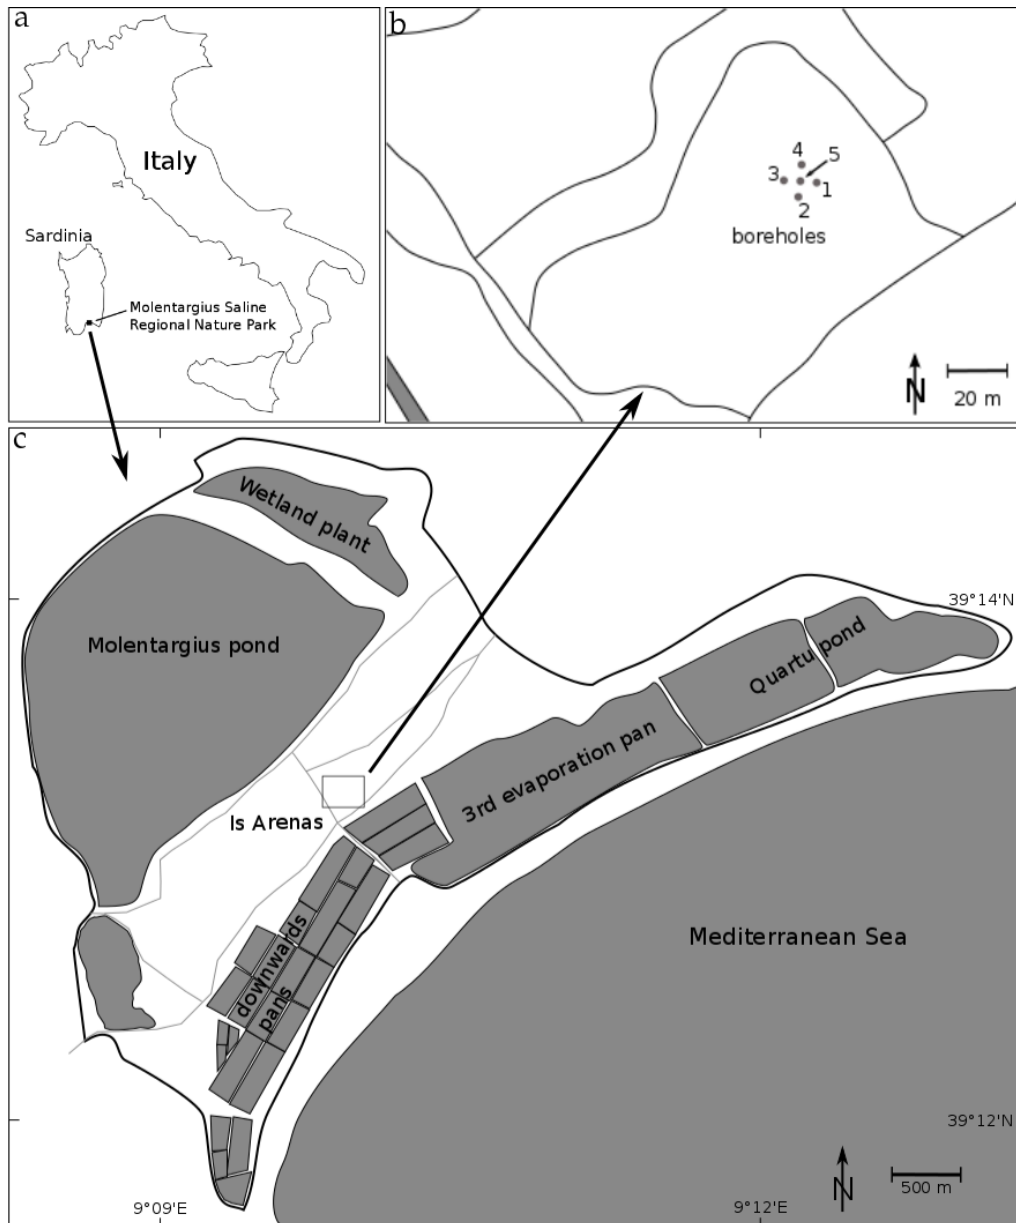 a
Italy
Sardinia
Molentargius Saline
Regional Nature Park
b
4
5
3
1
2
boreholes
N
20 m
c
Wetland plant
39°14'N
Molentargius pond
Quartu pond
3rd evaporation pan
Is Arenas
downwards
pans
Mediterranean Sea
39°12'N
N
500 m
9°09'E
9°12'E